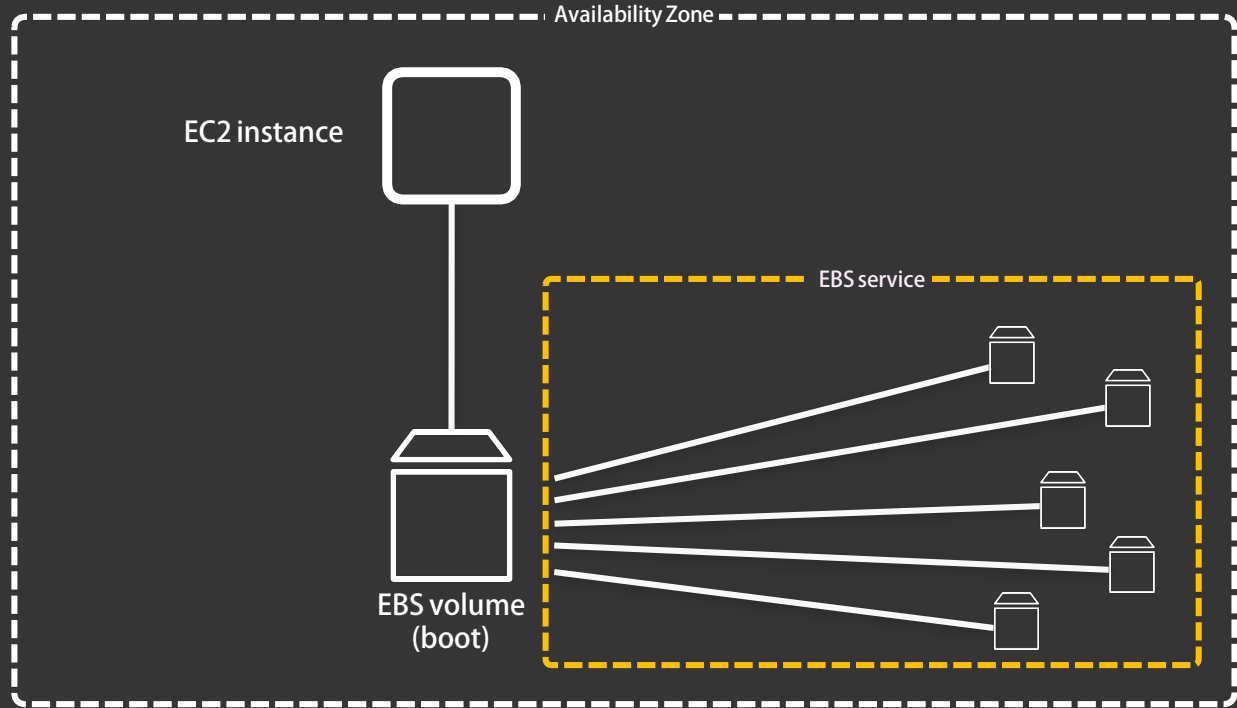 Availability Zone
EC2 instance
EBS service
EBS volume
(boot)